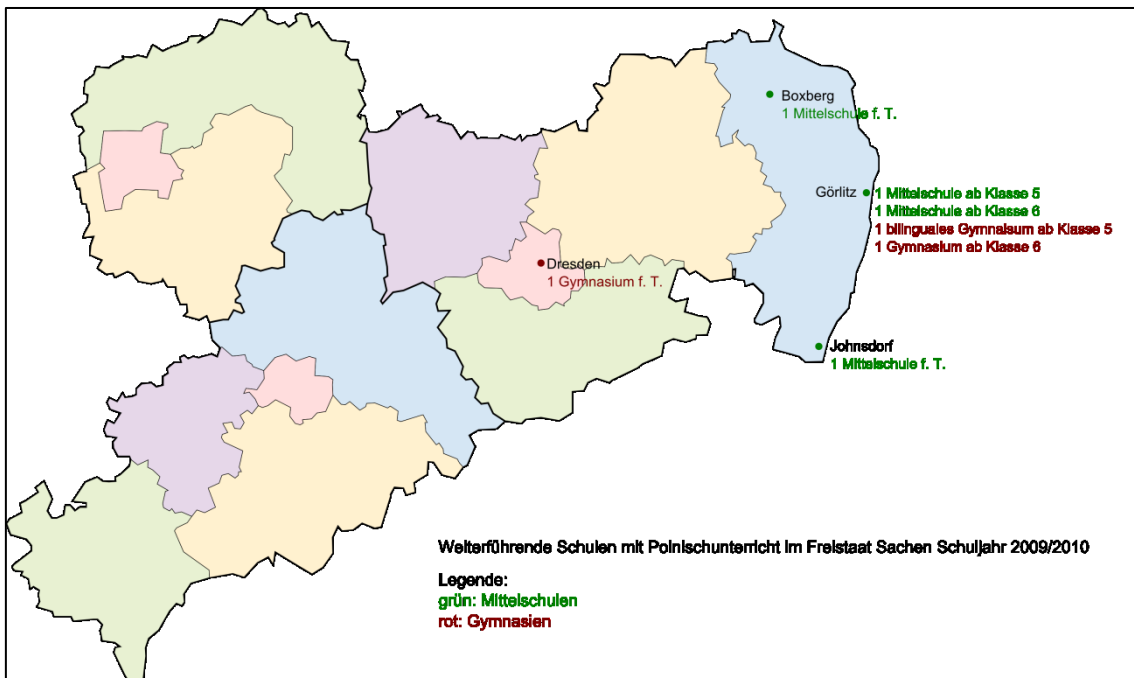 Boxberg
1 Mittelschule f. T.
Görlitz
1 Mittelschule ab Klasse 5
1 Mittelschule ab Klasse 6
1 bilinguales Gymnaisum ab Klasse 5
1 Gymnasium ab Klasse 6
Dresden
1 Gymnasium f. T.
Johnsdorf
1 Mittelschule f. T.
Weiterführende Schulen mit Polnischunterricht im Freistaat Sachen Schuljahr 2009/2010
Legende:
grün: Mittelschulen
rot: Gymnasien